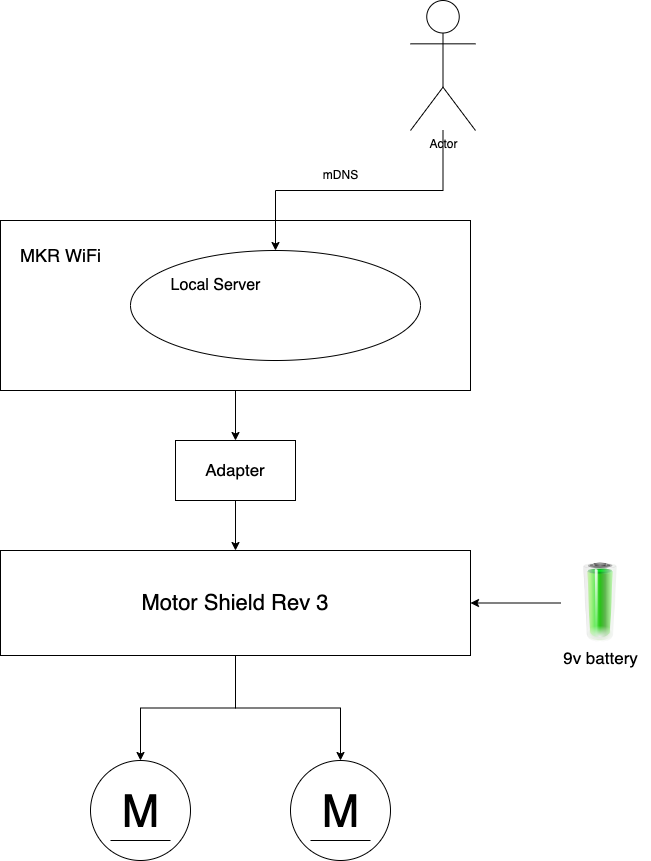 Actor
mDNS
MKR WiFi
Local Server
Adapter
Motor Shield Rev 3
9v battery
M
M